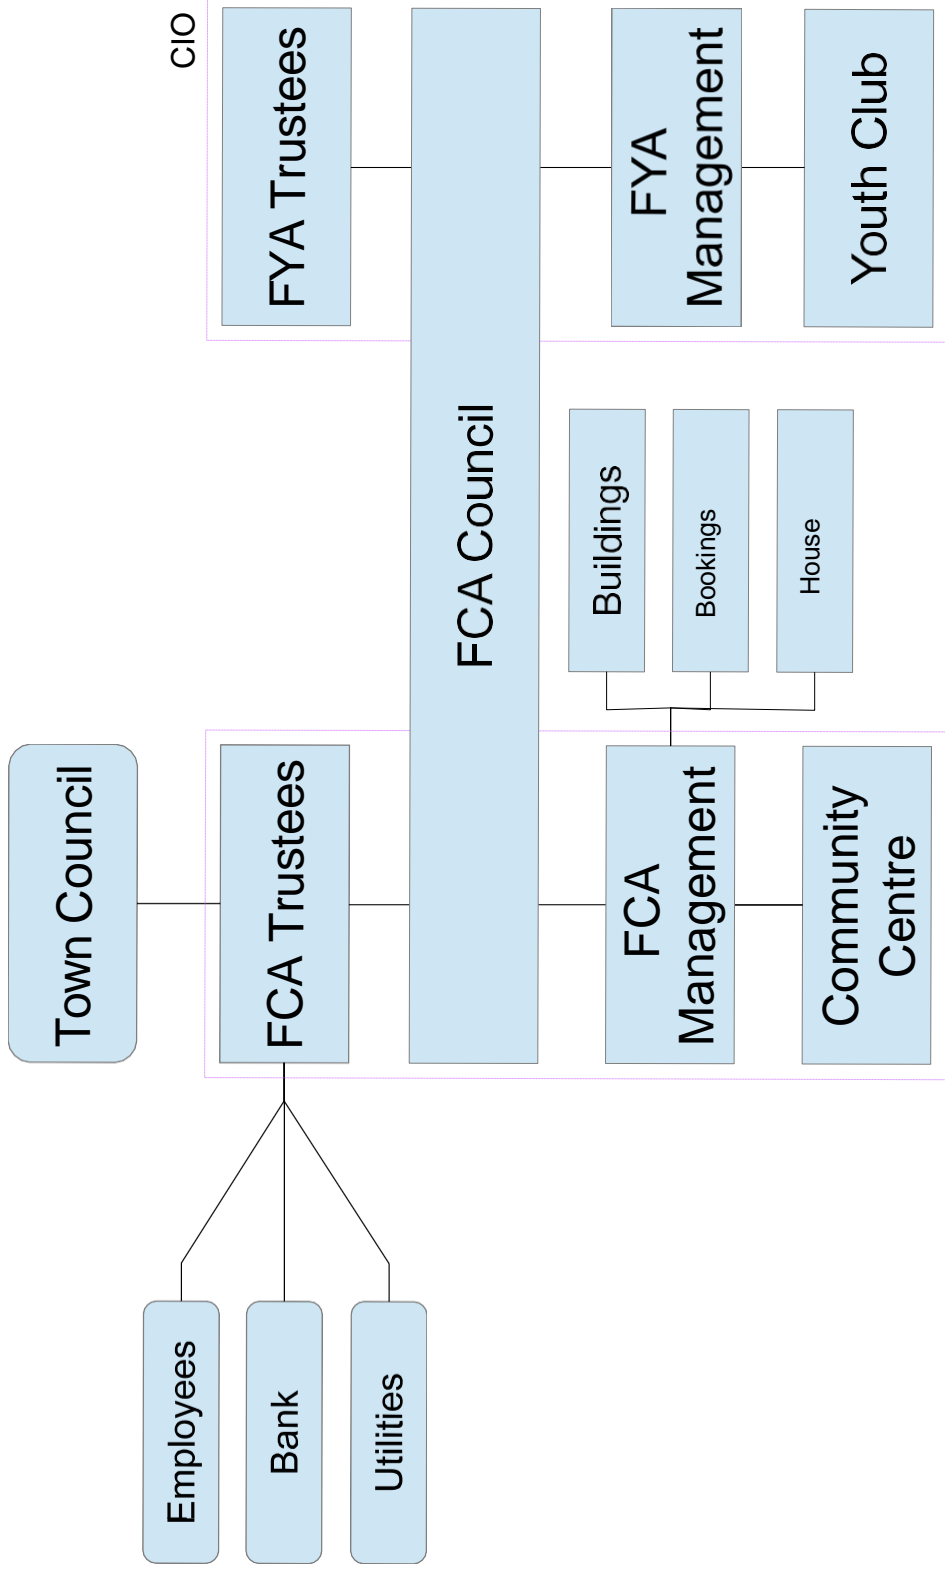 CIO
Town Council
FCA Trustees
FYA Trustees
Employees
Bank
Utilities
FCA Council
FCA
Management
Buildings
Bookings
House
FYA
Management
Community
Centre
Youth Club